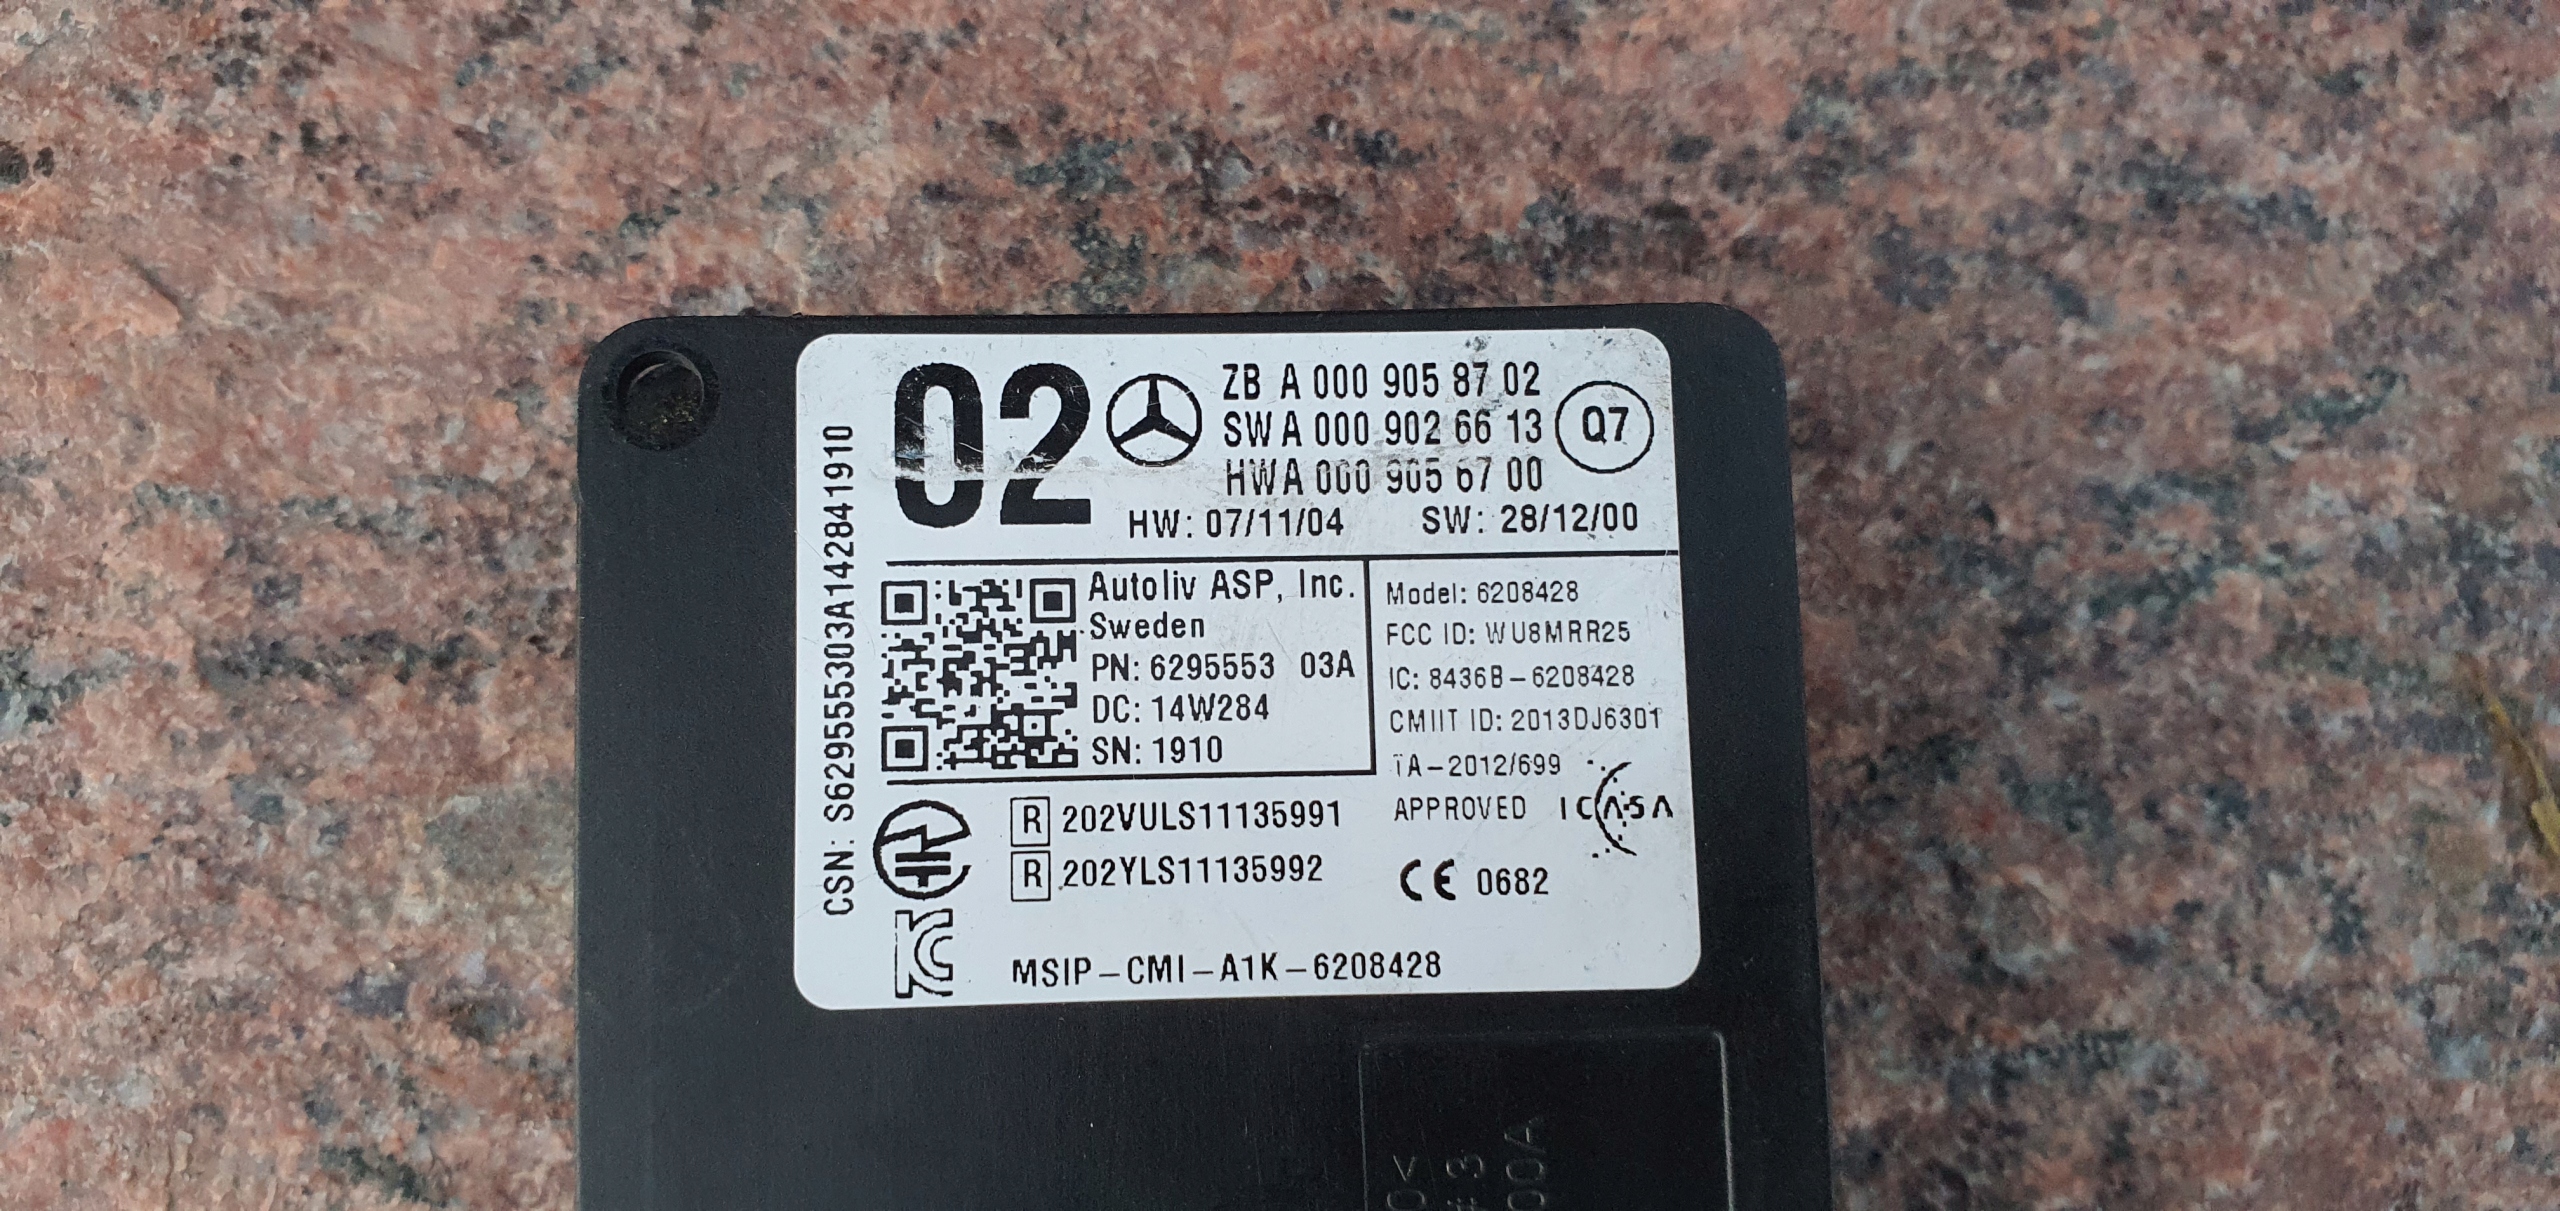 02
ZB A 000 905 87 02
SW A 000 902 66 13
Q7
HW A 000 905 67 00
HW: 07/11/04 SW: 28/12/00
CSN: S629555303A142841910
Autoliv ASP, Inc.
Sweden
PN: 6295553 03A
DC: 14W284
SN: 1910
Model: 6208428
FCC ID: WU8MRR25
IC: 8436B-6208428
CMIIT ID: 2013DJ6301
TA-2012/699
APPROVED ICASA
R 202VULS11135991
R 202YLS11135992
CE 0682
MSIP-CMI-A1K-6208428